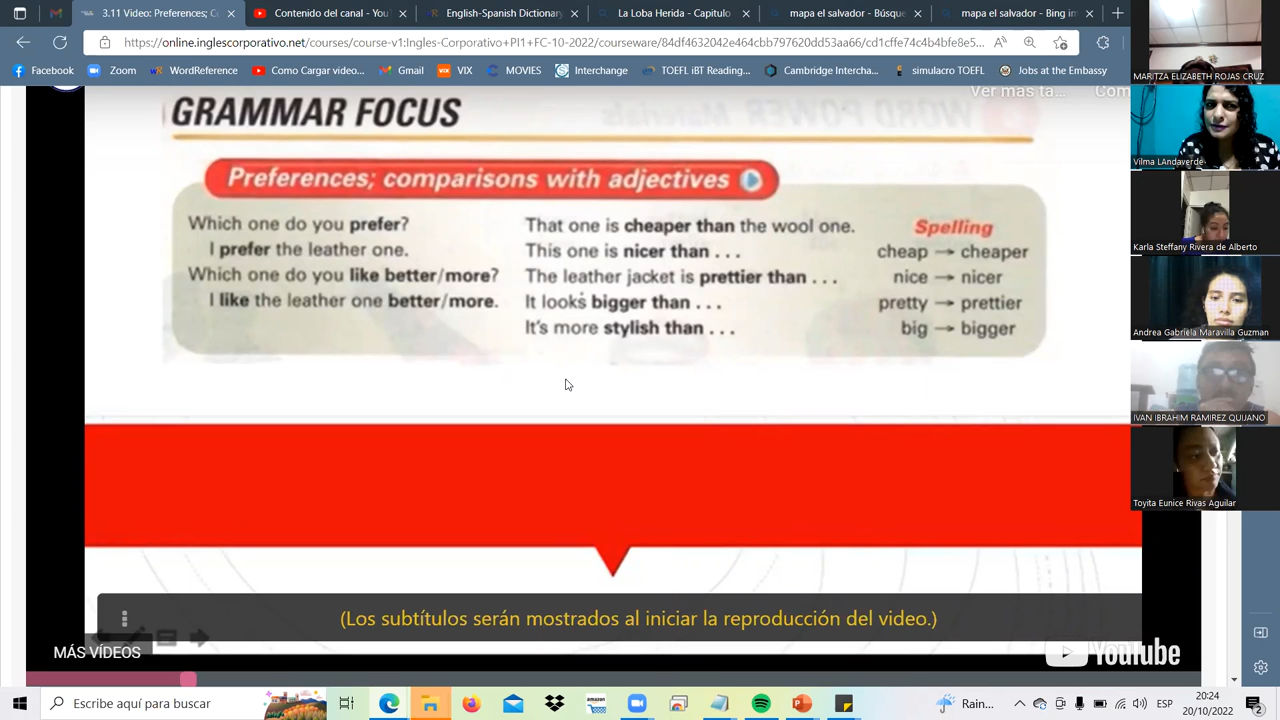 3.11 Video: Preferences; C
Contenido del canal - You
English-Spanish Dictionary
La Loba Herida - Capitulo
mapa el salvador - Búsque
mapa el salvador - Bing im
https://online.inglescorporativo.net/courses/course-v1:Ingles-Corporativo+PI1+FC-10-2022/courseware/84df4632042e464cbb797620dd53aa66/cd1cffe74c4b4bfe8e5...
Facebook Zoom WordReference Como Cargar video... Gmail VIX MOVIES Interchange TOEFL iBT Reading... Cambridge Intercha... simulacro TOEFL Jobs at the Embassy
MARITZA ELIZABETH ROJAS CRUZ
Ver más ta... Com
GRAMMAR FOCUS
Vilma LAndaverde
Preferences; comparisons with adjectives
Which one do you prefer?
I prefer the leather one.
Which one do you like better/more?
I like the leather one better/more.
That one is cheaper than the wool one.
This one is nicer than . . .
The leather jacket is prettier than . . .
It looks bigger than . . .
It's more stylish than . . .
Spelling
cheap → cheaper
nice → nicer
pretty → prettier
big → bigger
Karla Steffany Rivera de Alberto
Andrea Gabriela Maravilla Guzman
IVAN IBRAHIM RAMIREZ QUIJANO
Toyita Eunice Rivas Aguilar
(Los subtítulos serán mostrados al iniciar la reproducción del video.)
MÁS VÍDEOS
YouTube
Escribe aquí para buscar
Rain...
ESP
20:24
20/10/2022
2